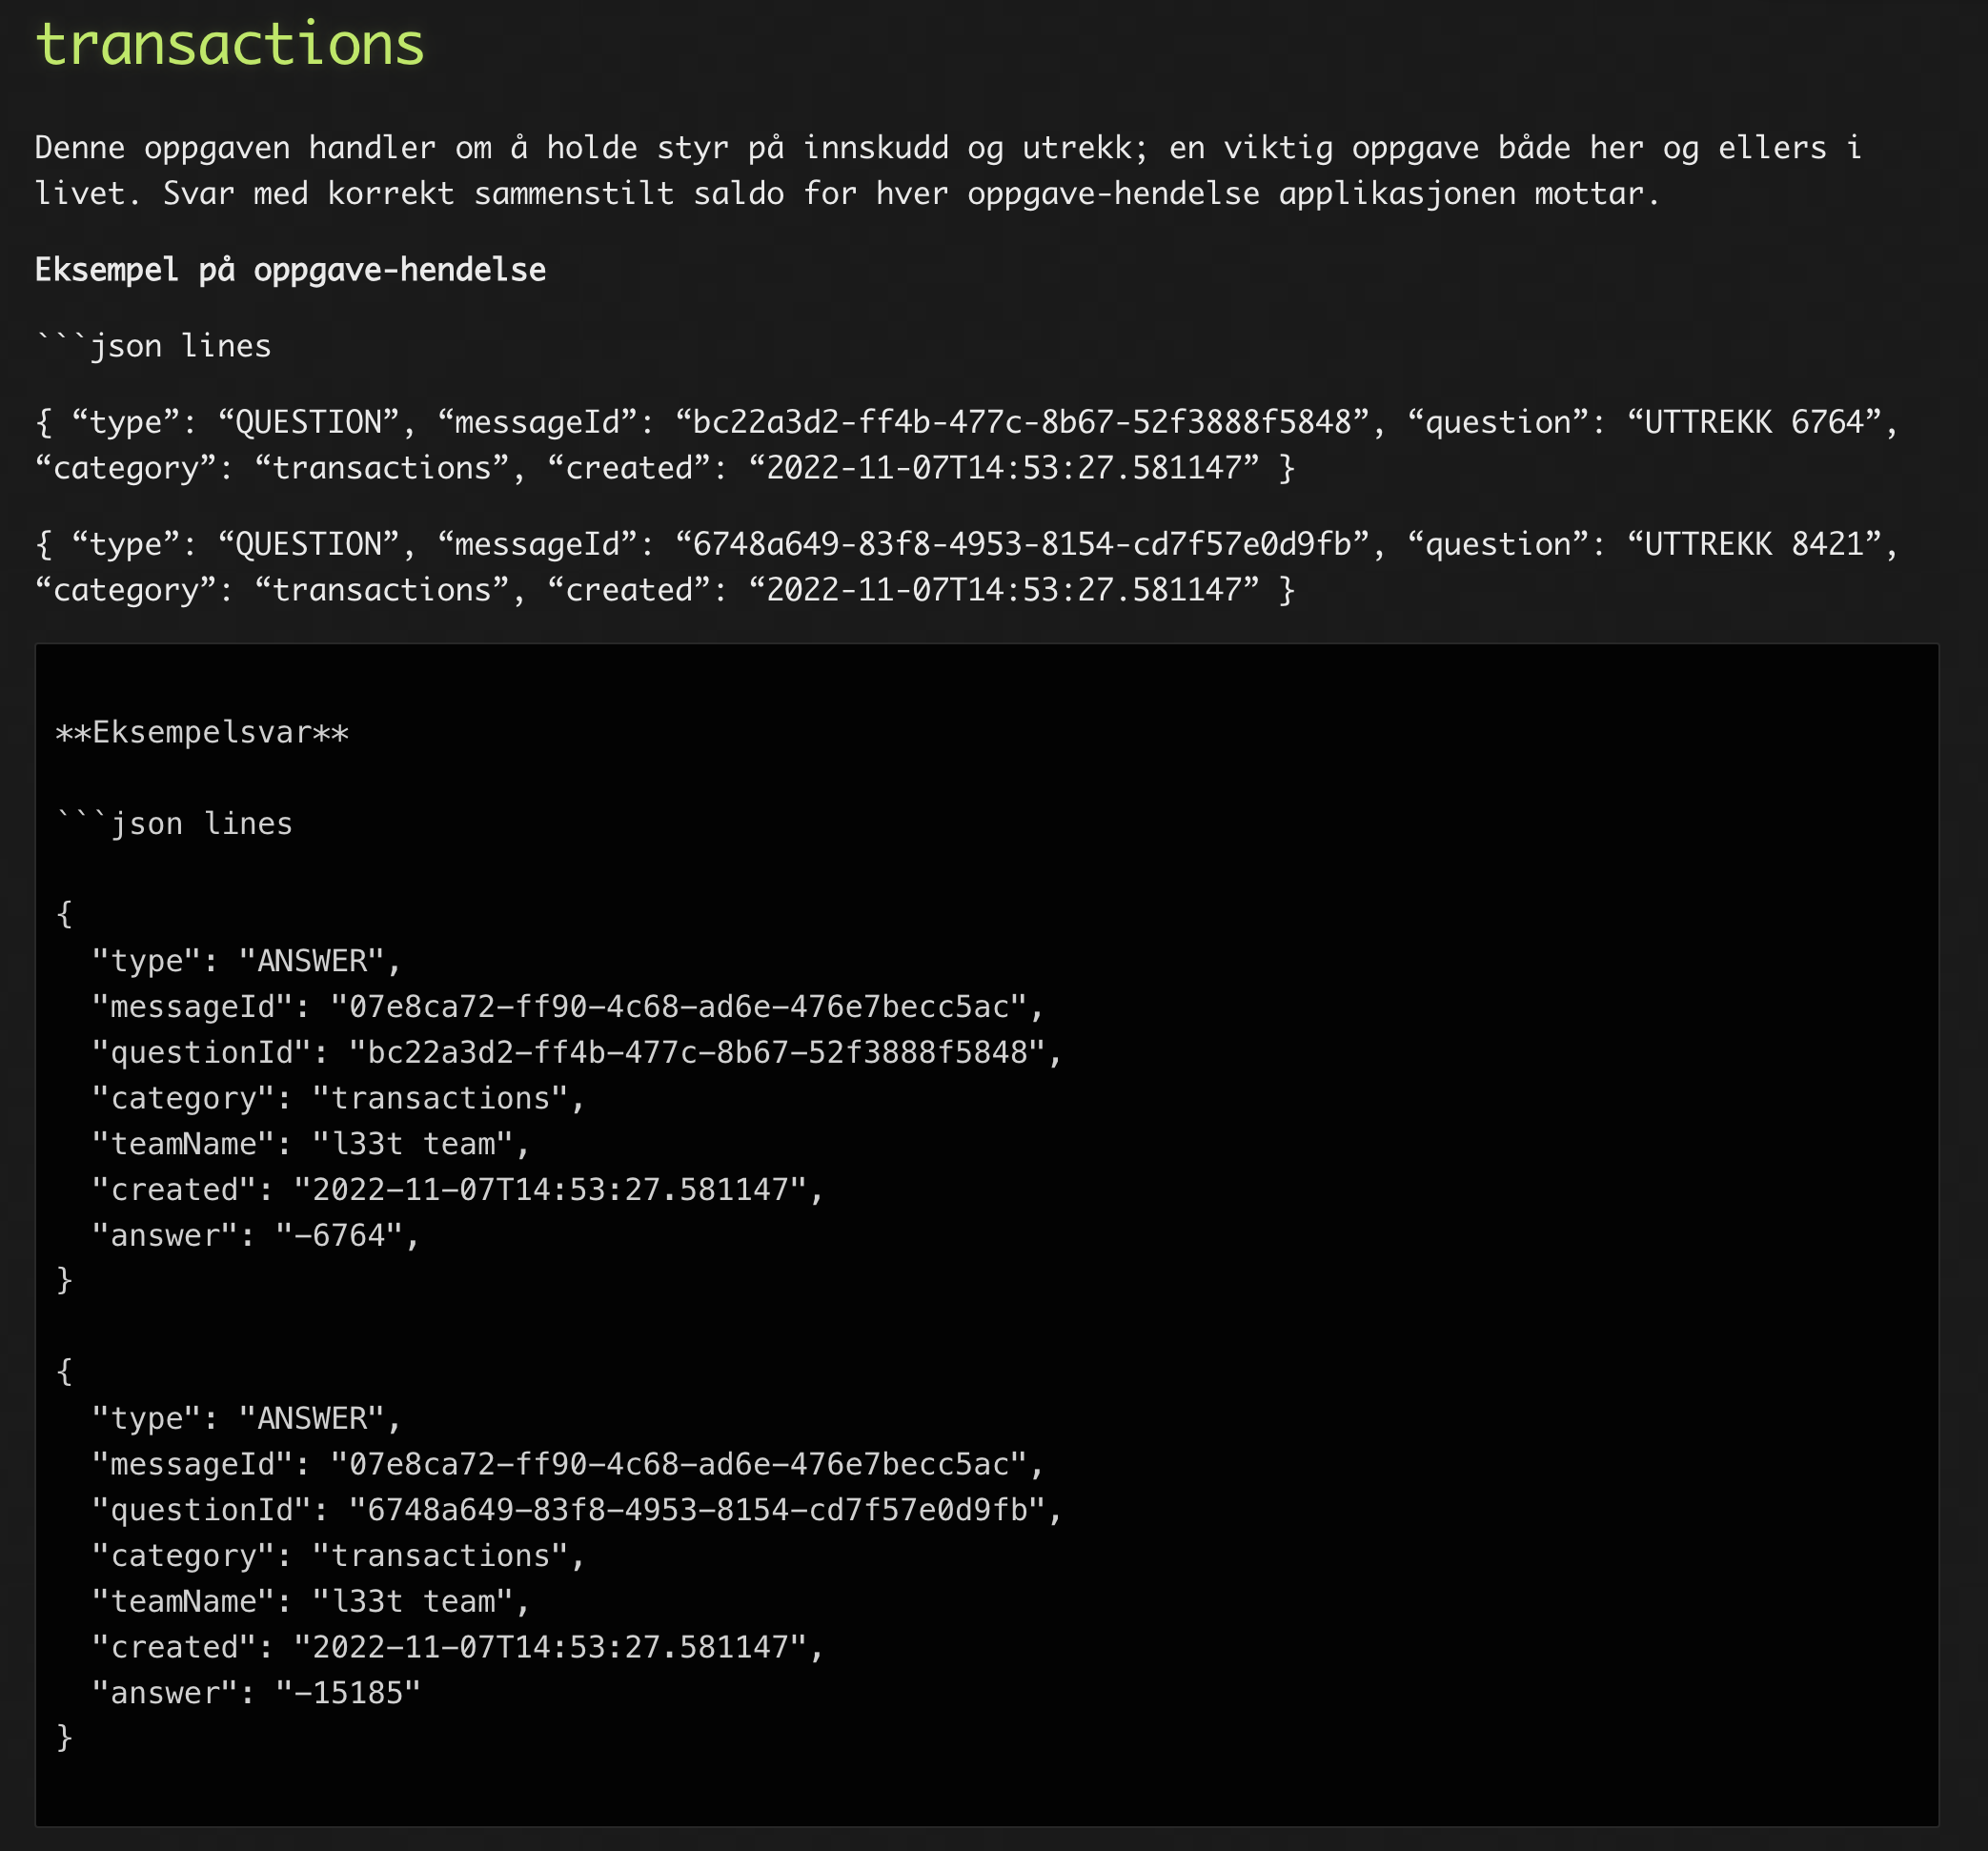 transactions
Denne oppgaven handler om å holde styr på innskudd og utrekk; en viktig oppgave både her og ellers i
livet. Svar med korrekt sammenstilt saldo for hver oppgave-hendelse applikasjonen mottar.
Eksempel på oppgave-hendelse
```json lines
{ “type”: “QUESTION”, “messageId”: “bc22a3d2-ff4b-477c-8b67-52f3888f5848”, “question”: “UTTREKK 6764”,
“category”: “transactions”, “created”: “2022-11-07T14:53:27.581147” }
{ “type”: “QUESTION”, “messageId”: “6748a649-83f8-4953-8154-cd7f57e0d9fb”, “question”: “UTTREKK 8421”,
“category”: “transactions”, “created”: “2022-11-07T14:53:27.581147” }
**Eksempelsvar**
```json lines
{
  "type": "ANSWER",
  "messageId": "07e8ca72-ff90-4c68-ad6e-476e7becc5ac",
  "questionId": "bc22a3d2-ff4b-477c-8b67-52f3888f5848",
  "category": "transactions",
  "teamName": "l33t team",
  "created": "2022-11-07T14:53:27.581147",
  "answer": "-6764",
}
{
  "type": "ANSWER",
  "messageId": "07e8ca72-ff90-4c68-ad6e-476e7becc5ac",
  "questionId": "6748a649-83f8-4953-8154-cd7f57e0d9fb",
  "category": "transactions",
  "teamName": "l33t team",
  "created": "2022-11-07T14:53:27.581147",
  "answer": "-15185"
}